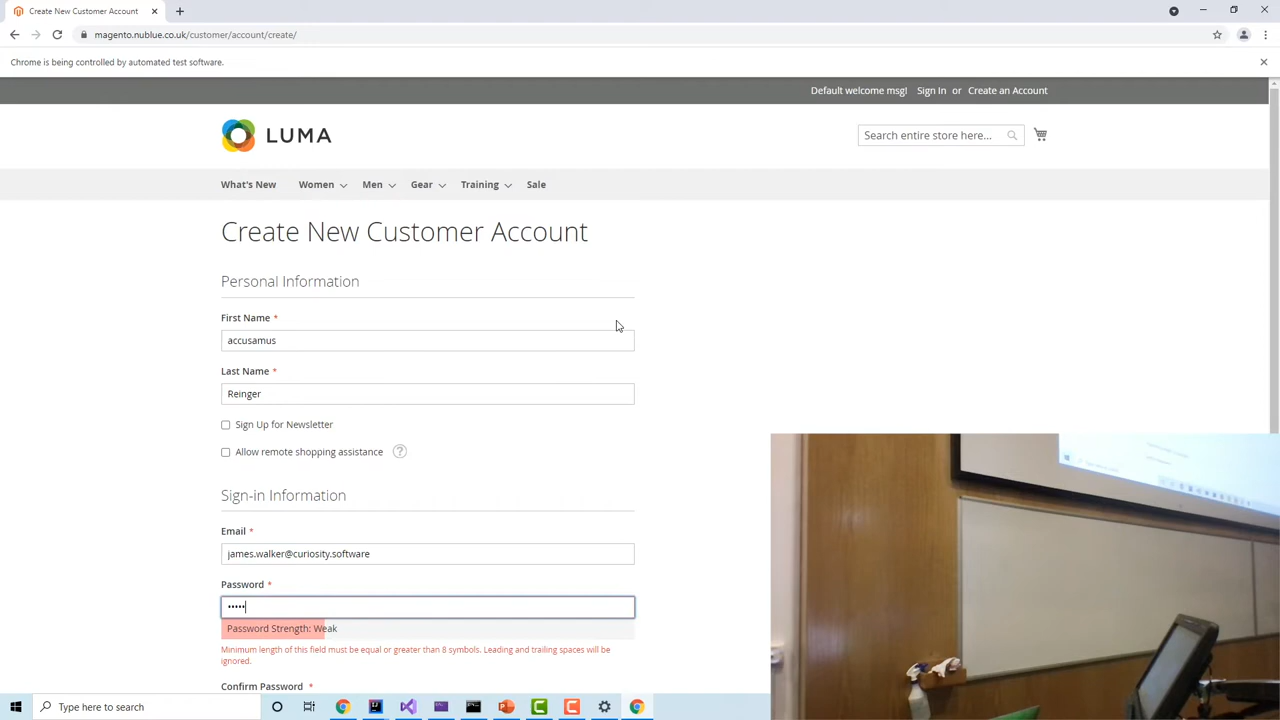 Create New Customer Account
magento.nublue.co.uk/customer/account/create/
Chrome is being controlled by automated test software.
Default welcome msg! Sign In or Create an Account
LUMA
Search entire store here...
What's New Women Men Gear Training Sale
Create New Customer Account
Personal Information
First Name *
accusamus
Last Name *
Reinger
Sign Up for Newsletter
Allow remote shopping assistance ?
Sign-in Information
Email *
james.walker@curiosity.software
Password *
•••••
Password Strength: Weak
Minimum length of this field must be equal or greater than 8 symbols. Leading and trailing spaces will be
ignored.
Confirm Password *
Type here to search